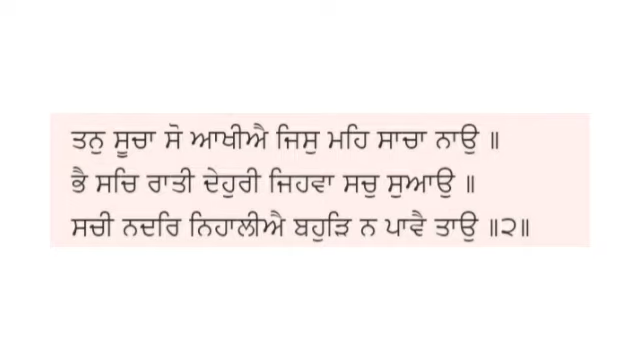 ਤਨੁ ਸੂਚਾ ਸੋ ਆਖੀਐ ਜਿਸੁ ਮਹਿ ਸਾਚਾ ਨਾਉ ॥
ਭੈ ਸਚਿ ਰਾਤੀ ਦੇਹੁਰੀ ਜਿਹਵਾ ਸਚੁ ਸੁਆਉ ॥
ਸਚੀ ਨਦਰਿ ਨਿਹਾਲੀਐ ਬਹੁੜਿ ਨ ਪਾਵੈ ਤਾਉ ॥੨॥